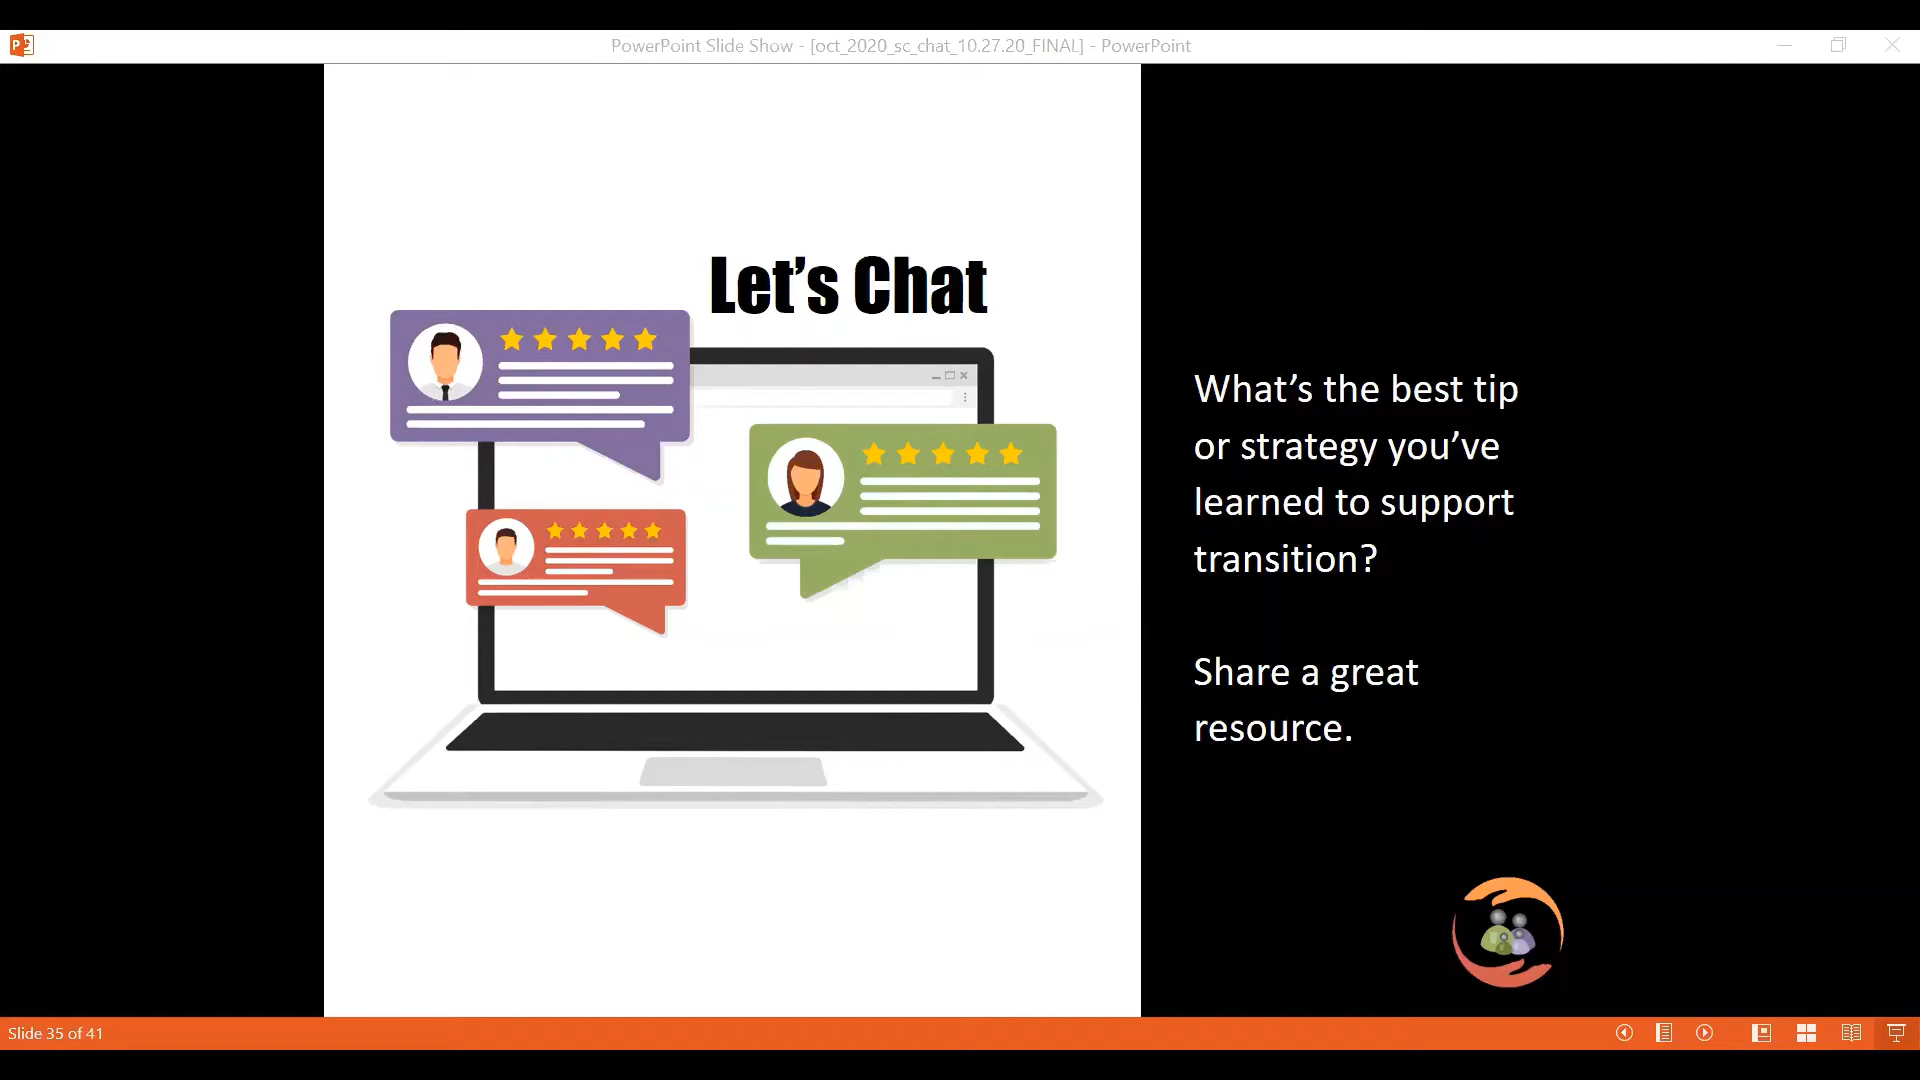 PowerPoint Slide Show - [oct_2020_sc_chat_10.27.20_FINAL] - PowerPoint
Let’s Chat
What’s the best tip
or strategy you’ve
learned to support
transition?
Share a great
resource.
Slide 35 of 41